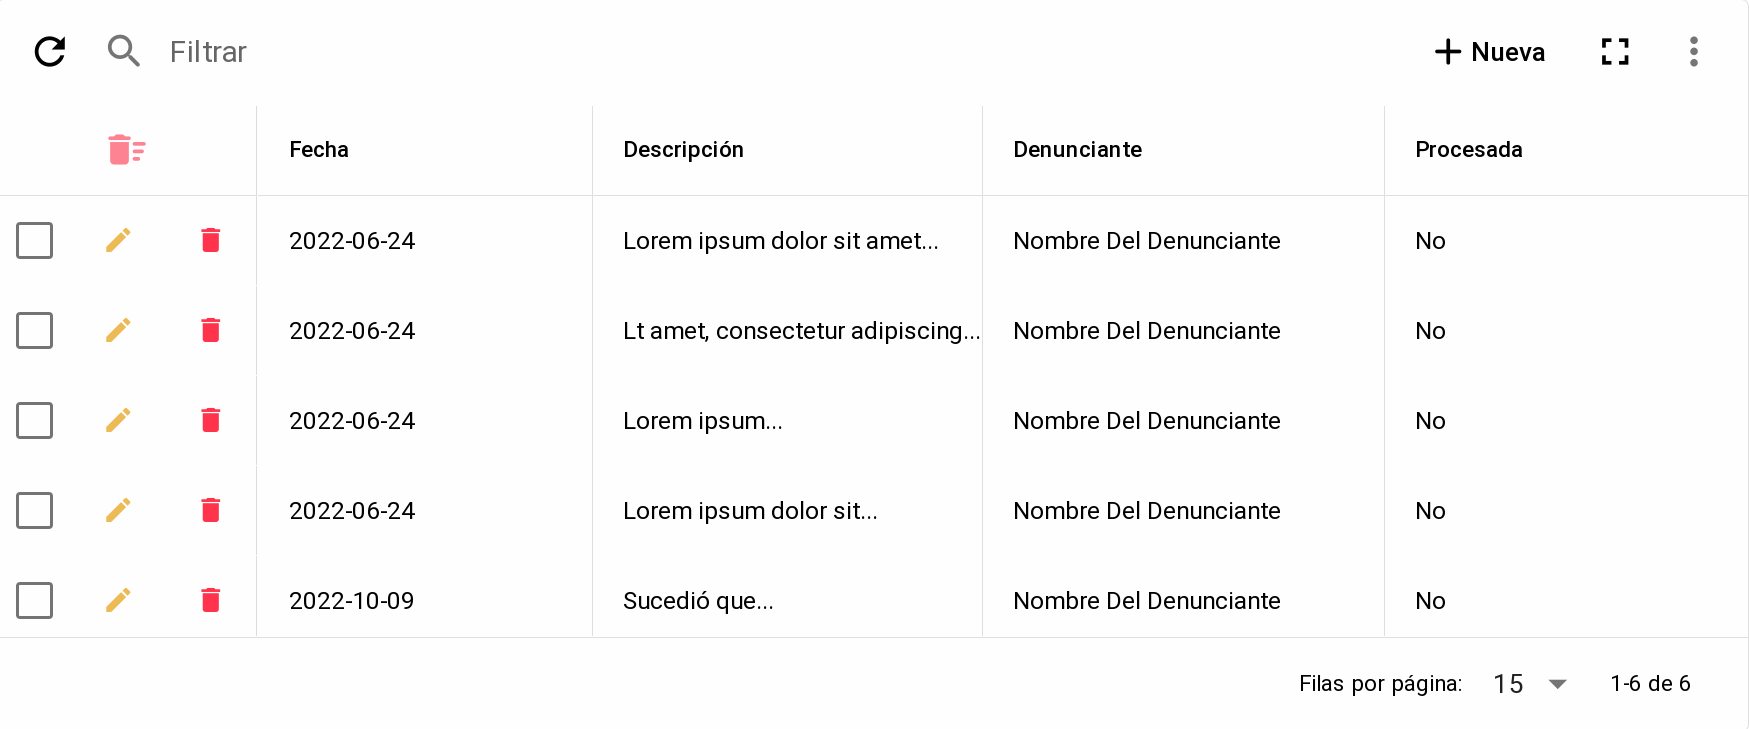 Filtrar
Nueva
Fecha Descripción Denunciante Procesada
2022-06-24 Lorem ipsum dolor sit amet... Nombre Del Denunciante No
2022-06-24 Lt amet, consectetur adipiscing... Nombre Del Denunciante No
2022-06-24 Lorem ipsum... Nombre Del Denunciante No
2022-06-24 Lorem ipsum dolor sit... Nombre Del Denunciante No
2022-10-09 Sucedió que... Nombre Del Denunciante No
Filas por página: 15 1-6 de 6